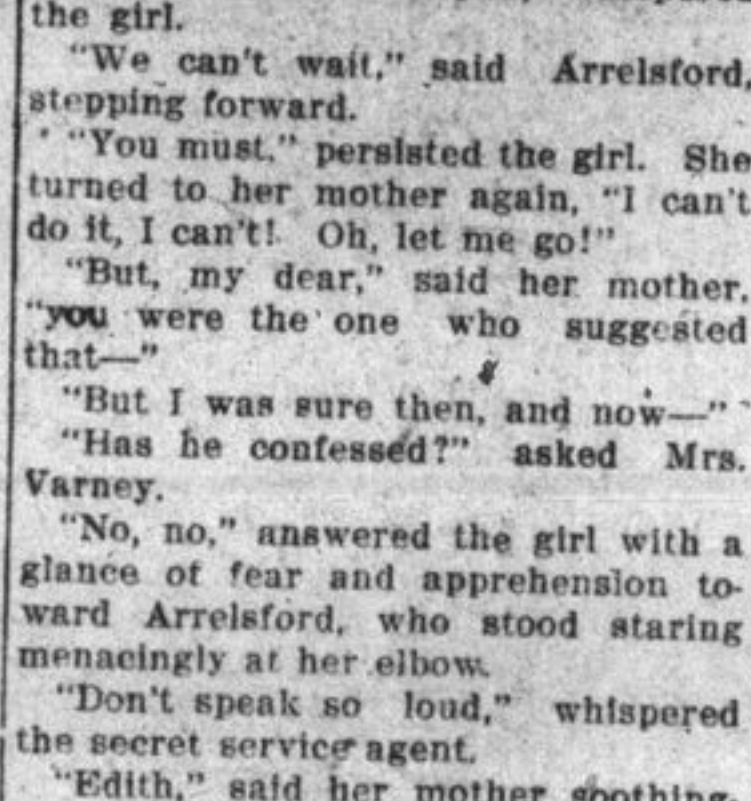 the girl.
"We can't wait," said Arrelsford,
stepping forward.
"You must," persisted the girl. She
turned to her mother again, "I can't
do it, I can't! Oh, let me go!"
"But, my dear," said her mother,
"you were the one who suggested
that—"
"But I was sure then, and now—"
"Has he confessed?" asked Mrs.
Varney.
"No, no," answered the girl with a
glance of fear and apprehension to-
ward Arrelsford, who stood staring
menacingly at her elbow.
"Don't speak so loud," whispered
the secret service agent.
"Edith," said her mother soothing-